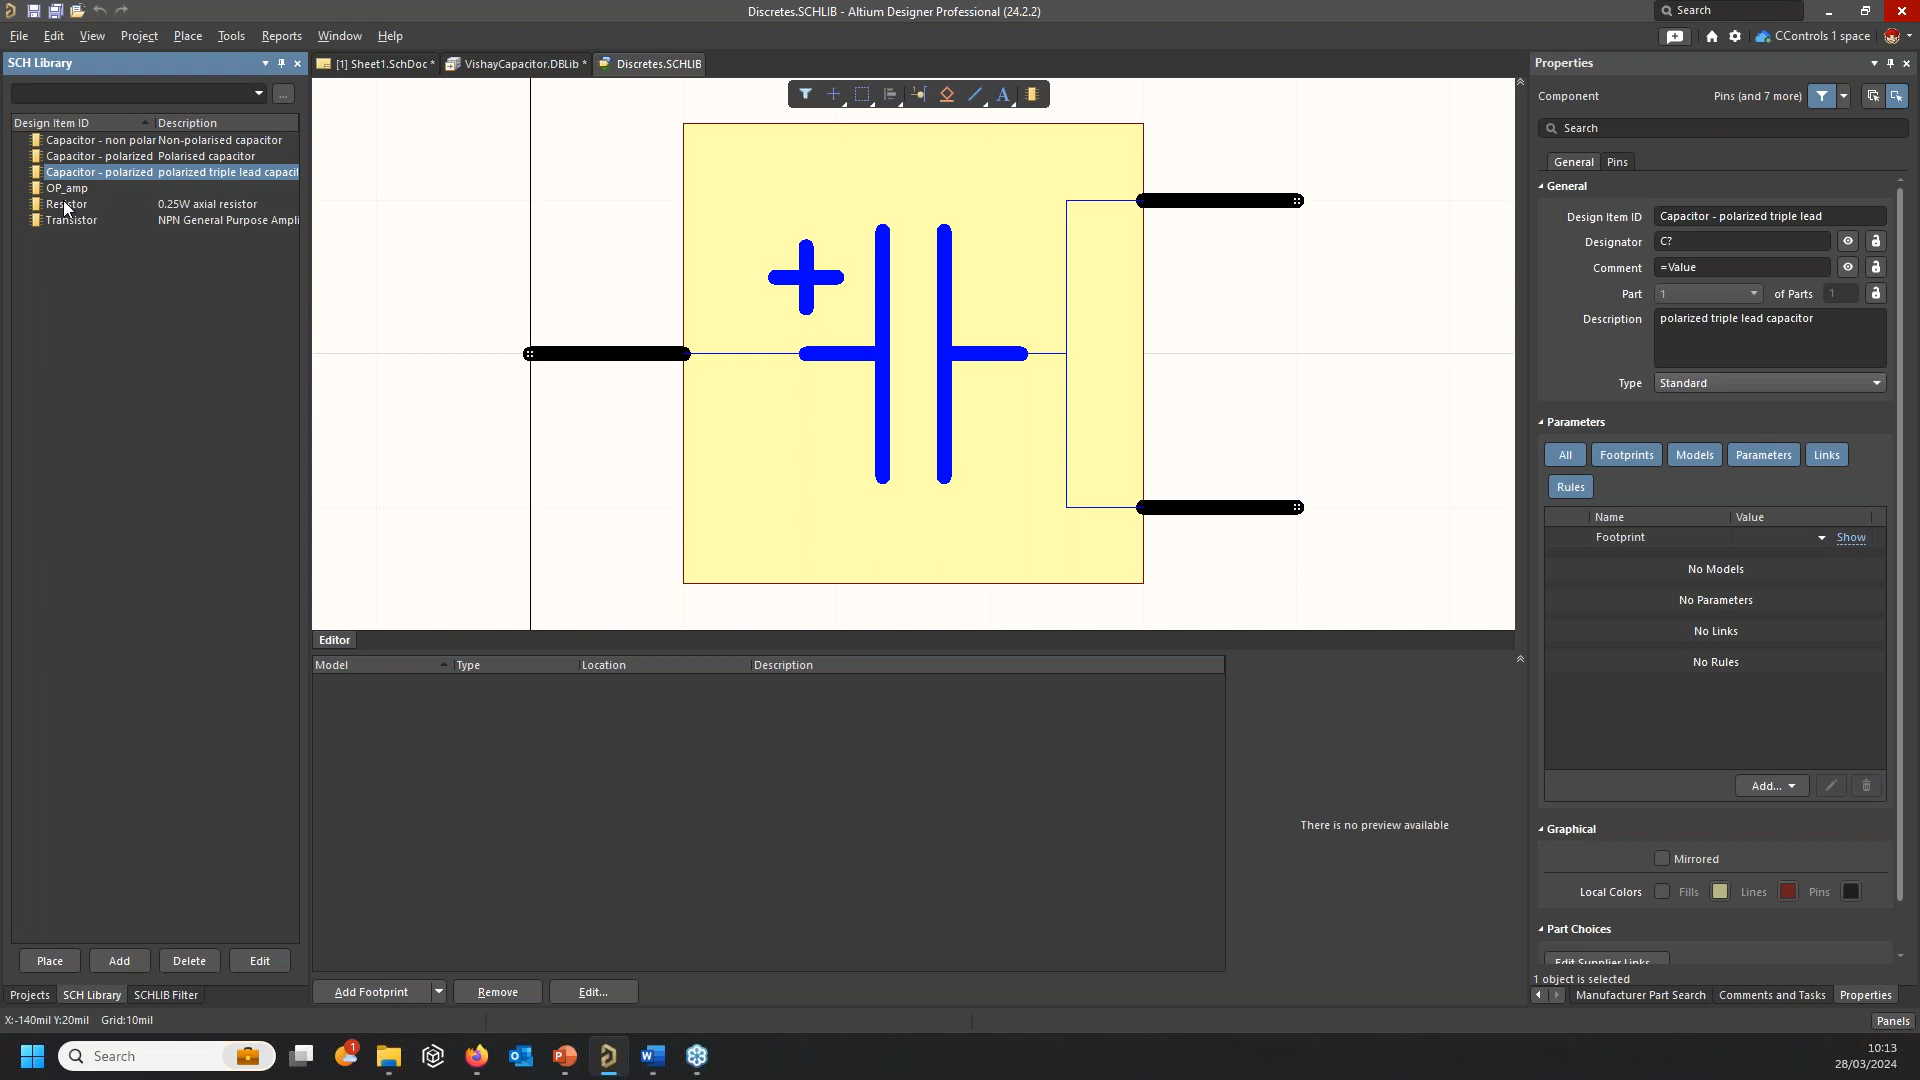 Discretes.SCHLIB - Altium Designer Professional (24.2.2)
Search
File Edit View Project Place Tools Reports Window Help
CControls 1 space
SCH Library
[1] Sheet1.SchDoc *
VishayCapacitor.DBLib *
Discretes.SCHLIB
Properties
Component
Pins (and 7 more)
Search
...
Design Item ID Description
Capacitor - non polar Non-polarised capacitor
Capacitor - polarized Polarised capacitor
Capacitor - polarized polarized triple lead capacit
OP_amp
Resistor 0.25W axial resistor
Transistor NPN General Purpose Ampli
General Pins
General
Design Item ID Capacitor - polarized triple lead
Designator C?
Comment =Value
Part 1 of Parts 1
Description polarized triple lead capacitor
Type Standard
Parameters
All Footprints Models Parameters Links
Rules
Name Value
Footprint Show
No Models
No Parameters
No Links
No Rules
Add...
Editor
Model Type Location Description
There is no preview available
Graphical
Mirrored
Local Colors Fills Lines Pins
Part Choices
Edit Supplier Links...
1 object is selected
Place Add Delete Edit
Add Footprint Remove Edit...
Projects SCH Library SCHLIB Filter
Manufacturer Part Search Comments and Tasks Properties
X:-140mil Y:20mil Grid:10mil
Panels
Search
1
10:13
28/03/2024